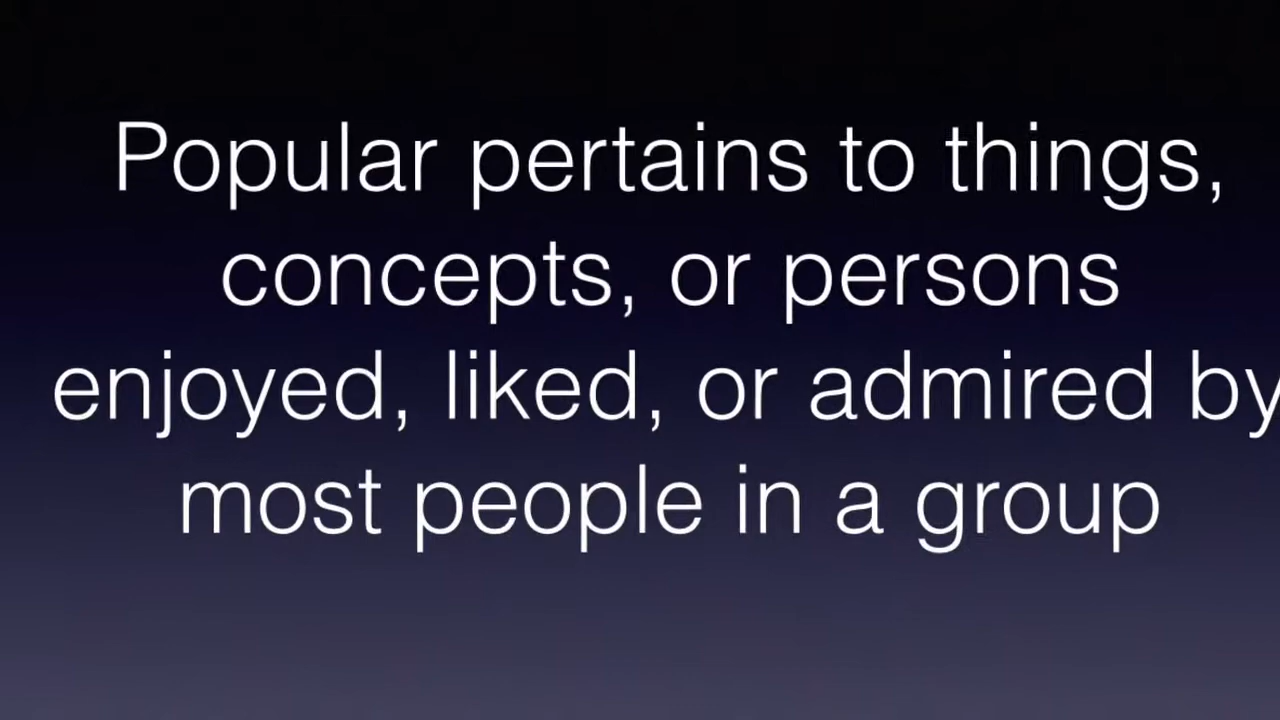 Popular pertains to things,
concepts, or persons
enjoyed, liked, or admired by
most people in a group